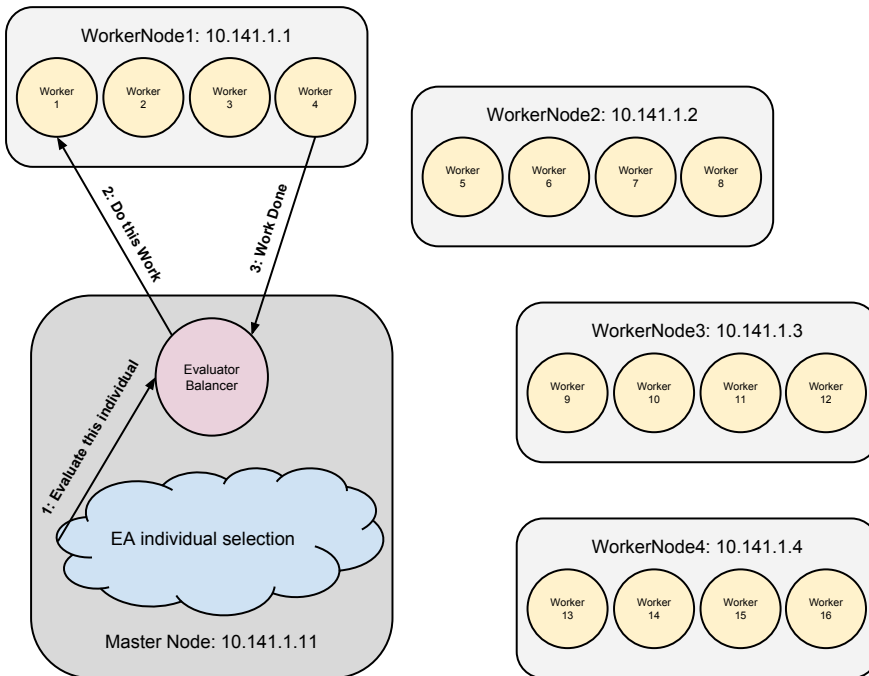 WorkerNode1: 10.141.1.1
Worker
1
Worker
2
Worker
3
Worker
4
WorkerNode2: 10.141.1.2
Worker
5
Worker
6
Worker
7
Worker
8
2: Do this Work
3: Work Done
WorkerNode3: 10.141.1.3
Worker
9
Worker
10
Worker
11
Worker
12
Evaluator
Balancer
1: Evaluate this individual
EA individual selection
Master Node: 10.141.1.11
WorkerNode4: 10.141.1.4
Worker
13
Worker
14
Worker
15
Worker
16